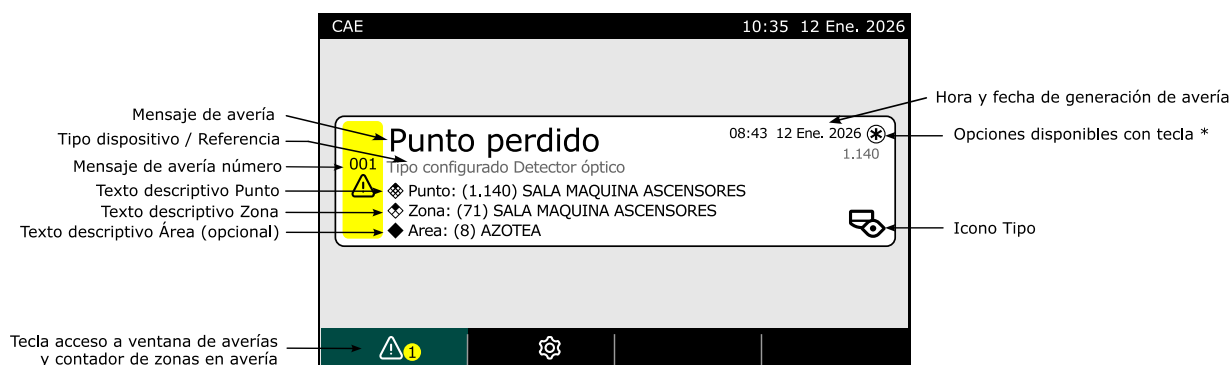 CAE
10:35 12 Ene. 2026
Mensaje de avería
Tipo dispositivo / Referencia
Mensaje de avería número
Texto descriptivo Punto
Texto descriptivo Zona
Texto descriptivo Área (opcional)
001
Punto perdido
Tipo configurado Detector óptico
Punto: (1.140) SALA MAQUINA ASCENSORES
Zona: (71) SALA MAQUINA ASCENSORES
Area: (8) AZOTEA
08:43 12 Ene. 2026 *
1.140
Hora y fecha de generación de avería
Opciones disponibles con tecla *
Icono Tipo
Tecla acceso a ventana de averías
y contador de zonas en avería
1